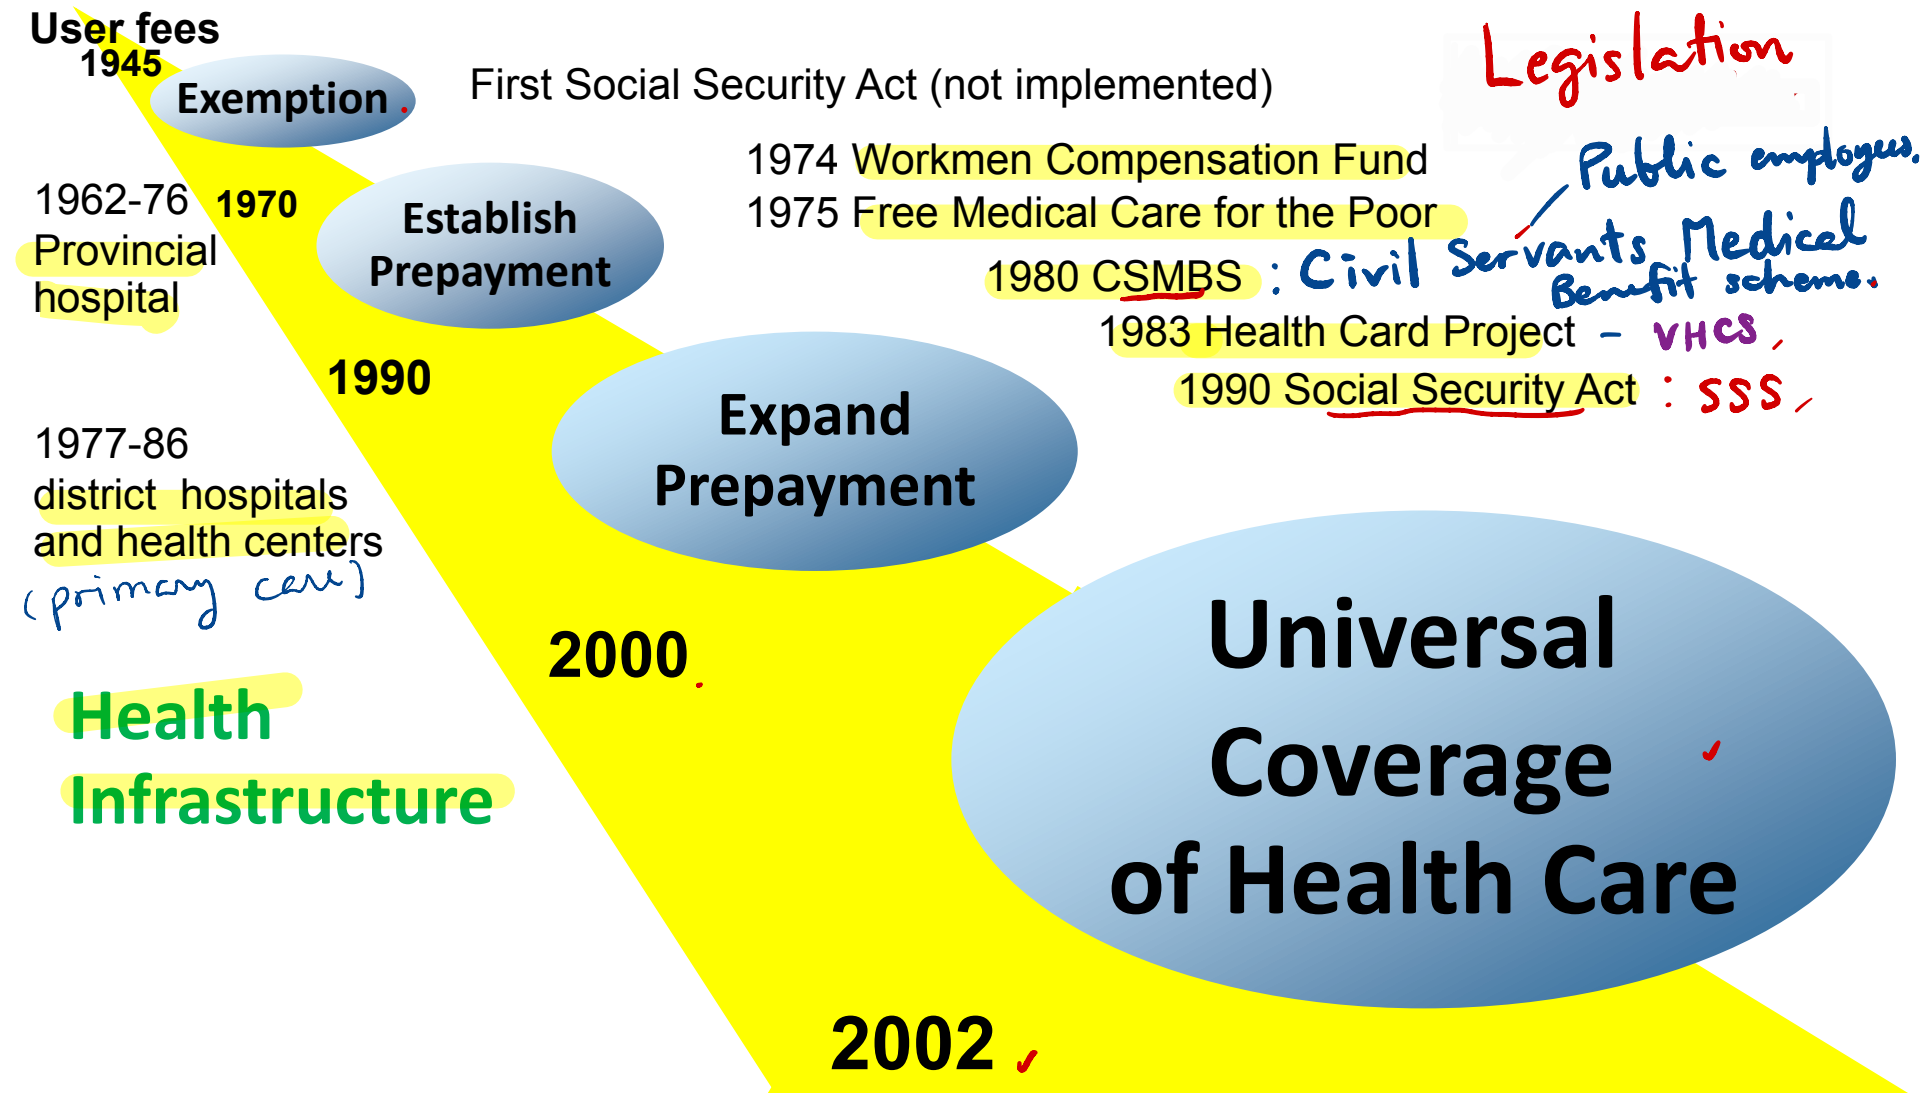 User fees
1945
Exemption
First Social Security Act (not implemented)
Legislation
1974 Workmen Compensation Fund
Public employees.
1975 Free Medical Care for the Poor
1980 CSMBS : Civil Servants Medical
Benefit scheme.
1983 Health Card Project – VHCS
1990 Social Security Act : SSS
1962-76
Provincial
hospital
1970
Establish
Prepayment
1990
Expand
Prepayment
1977-86
district hospitals
and health centers
(primary care)
2000
Health
Infrastructure
Universal
Coverage
of Health Care
2002